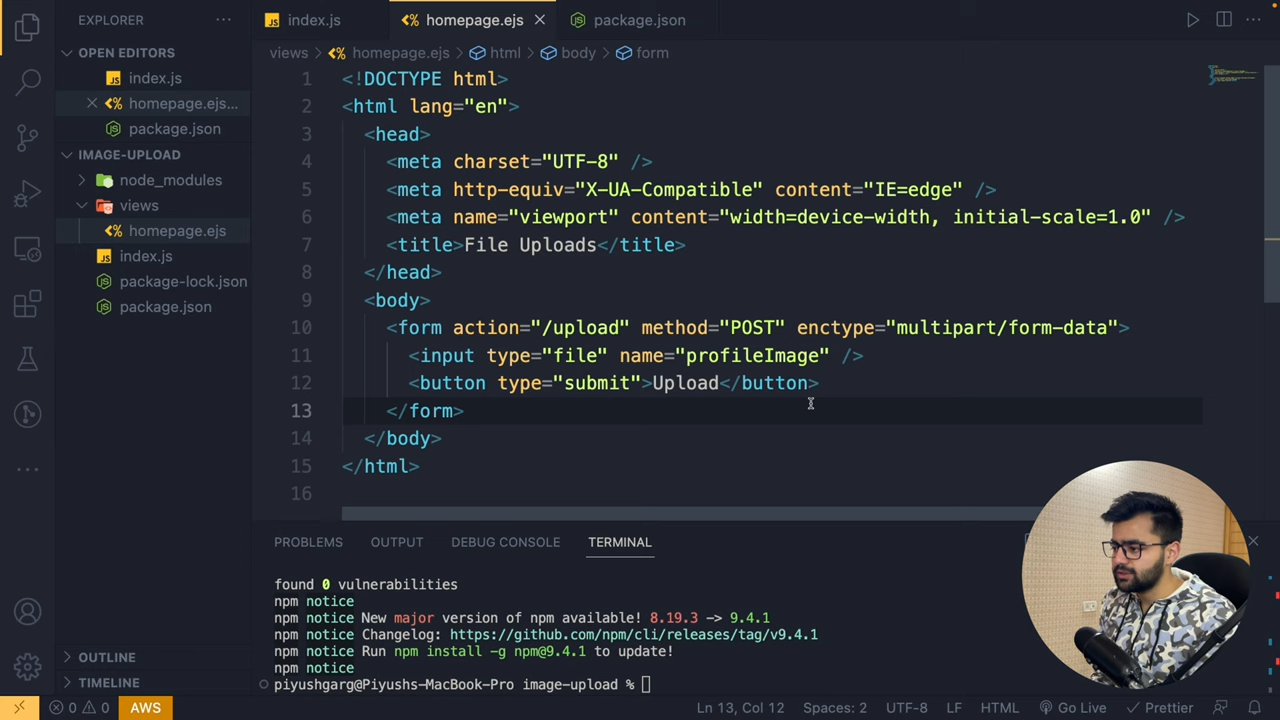 EXPLORER
index.js
homepage.ejs
package.json
OPEN EDITORS
index.js
homepage.ejs...
package.json
IMAGE-UPLOAD
node_modules
views
homepage.ejs
index.js
package-lock.json
package.json
OUTLINE
TIMELINE
views > homepage.ejs > html > body > form
1 <!DOCTYPE html>
2 <html lang="en">
3 <head>
4 <meta charset="UTF-8" />
5 <meta http-equiv="X-UA-Compatible" content="IE=edge" />
6 <meta name="viewport" content="width=device-width, initial-scale=1.0" />
7 <title>File Uploads</title>
8 </head>
9 <body>
10 <form action="/upload" method="POST" enctype="multipart/form-data">
11 <input type="file" name="profileImage" />
12 <button type="submit">Upload</button>
13 </form>
14 </body>
15 </html>
16
PROBLEMS OUTPUT DEBUG CONSOLE TERMINAL
found 0 vulnerabilities
npm notice
npm notice New major version of npm available! 8.19.3 -> 9.4.1
npm notice Changelog: https://github.com/npm/cli/releases/tag/v9.4.1
npm notice Run npm install -g npm@9.4.1 to update!
npm notice
piyushgarg@Piyushs-MacBook-Pro image-upload %
0 0 AWS Ln 13, Col 12 Spaces: 2 UTF-8 LF HTML Go Live Prettier